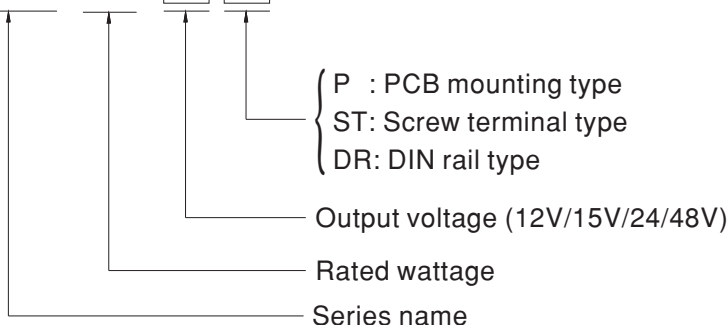 P : PCB mounting type
ST: Screw terminal type
DR: DIN rail type
Output voltage (12V/15V/24/48V)
Rated wattage
Series name